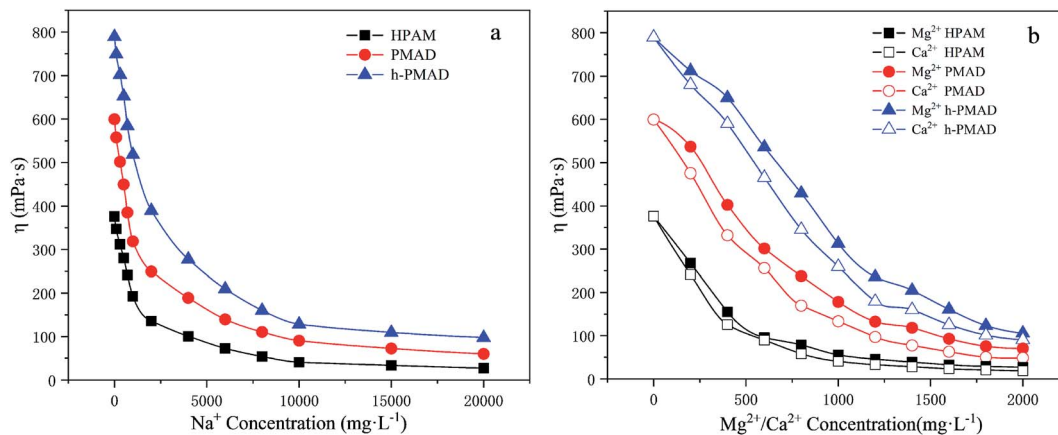 a
HPAM
PMAD
h-PMAD
η (mPa·s)
800
700
600
500
400
300
200
100
0
0 5000 10000 15000 20000
Na⁺ Concentration (mg·L⁻¹)
b
Mg²⁺ HPAM
Ca²⁺ HPAM
Mg²⁺ PMAD
Ca²⁺ PMAD
Mg²⁺ h-PMAD
Ca²⁺ h-PMAD
η (mPa·s)
800
700
600
500
400
300
200
100
0
0 500 1000 1500 2000
Mg²⁺/Ca²⁺ Concentration(mg·L⁻¹)